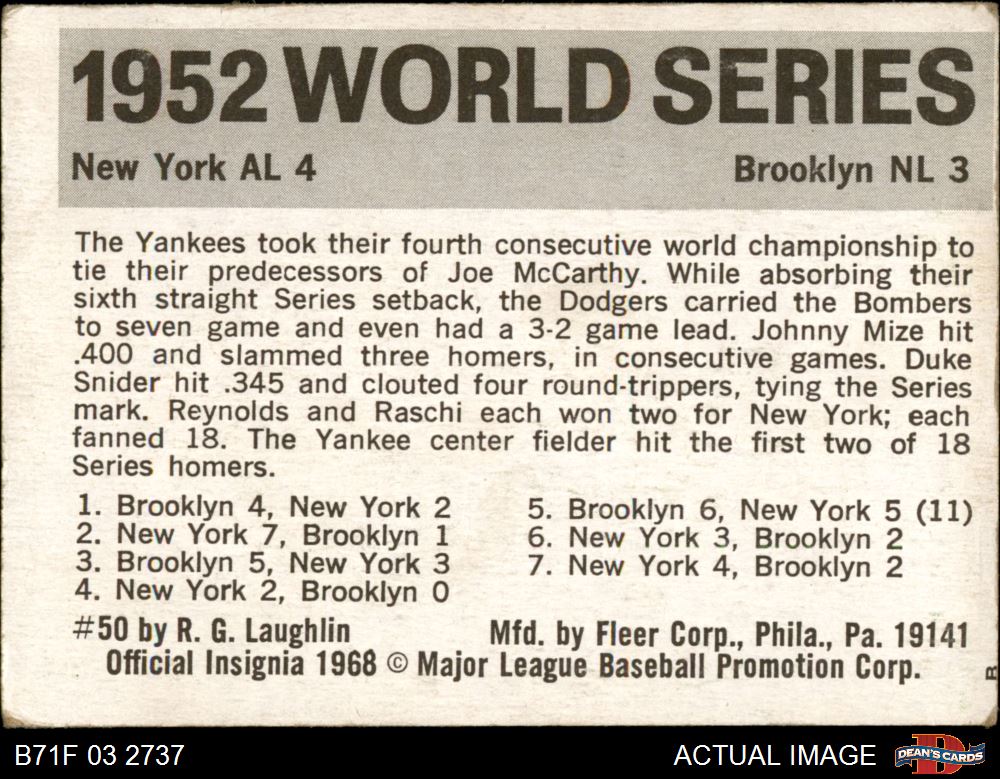 1952 WORLD SERIES
New York AL 4 Brooklyn NL 3
The Yankees took their fourth consecutive world championship to
tie their predecessors of Joe McCarthy. While absorbing their
sixth straight Series setback, the Dodgers carried the Bombers
to seven game and even had a 3-2 game lead. Johnny Mize hit
.400 and slammed three homers, in consecutive games. Duke
Snider hit .345 and clouted four round-trippers, tying the Series
mark. Reynolds and Raschi each won two for New York; each
fanned 18. The Yankee center fielder hit the first two of 18
Series homers.
1. Brooklyn 4, New York 2
2. New York 7, Brooklyn 1
3. Brooklyn 5, New York 3
4. New York 2, Brooklyn 0
5. Brooklyn 6, New York 5 (11)
6. New York 3, Brooklyn 2
7. New York 4, Brooklyn 2
#50 by R. G. Laughlin Mfd. by Fleer Corp., Phila., Pa. 19141
Official Insignia 1968 © Major League Baseball Promotion Corp.
B71F 03 2737 ACTUAL IMAGE
DEAN'S CARDS